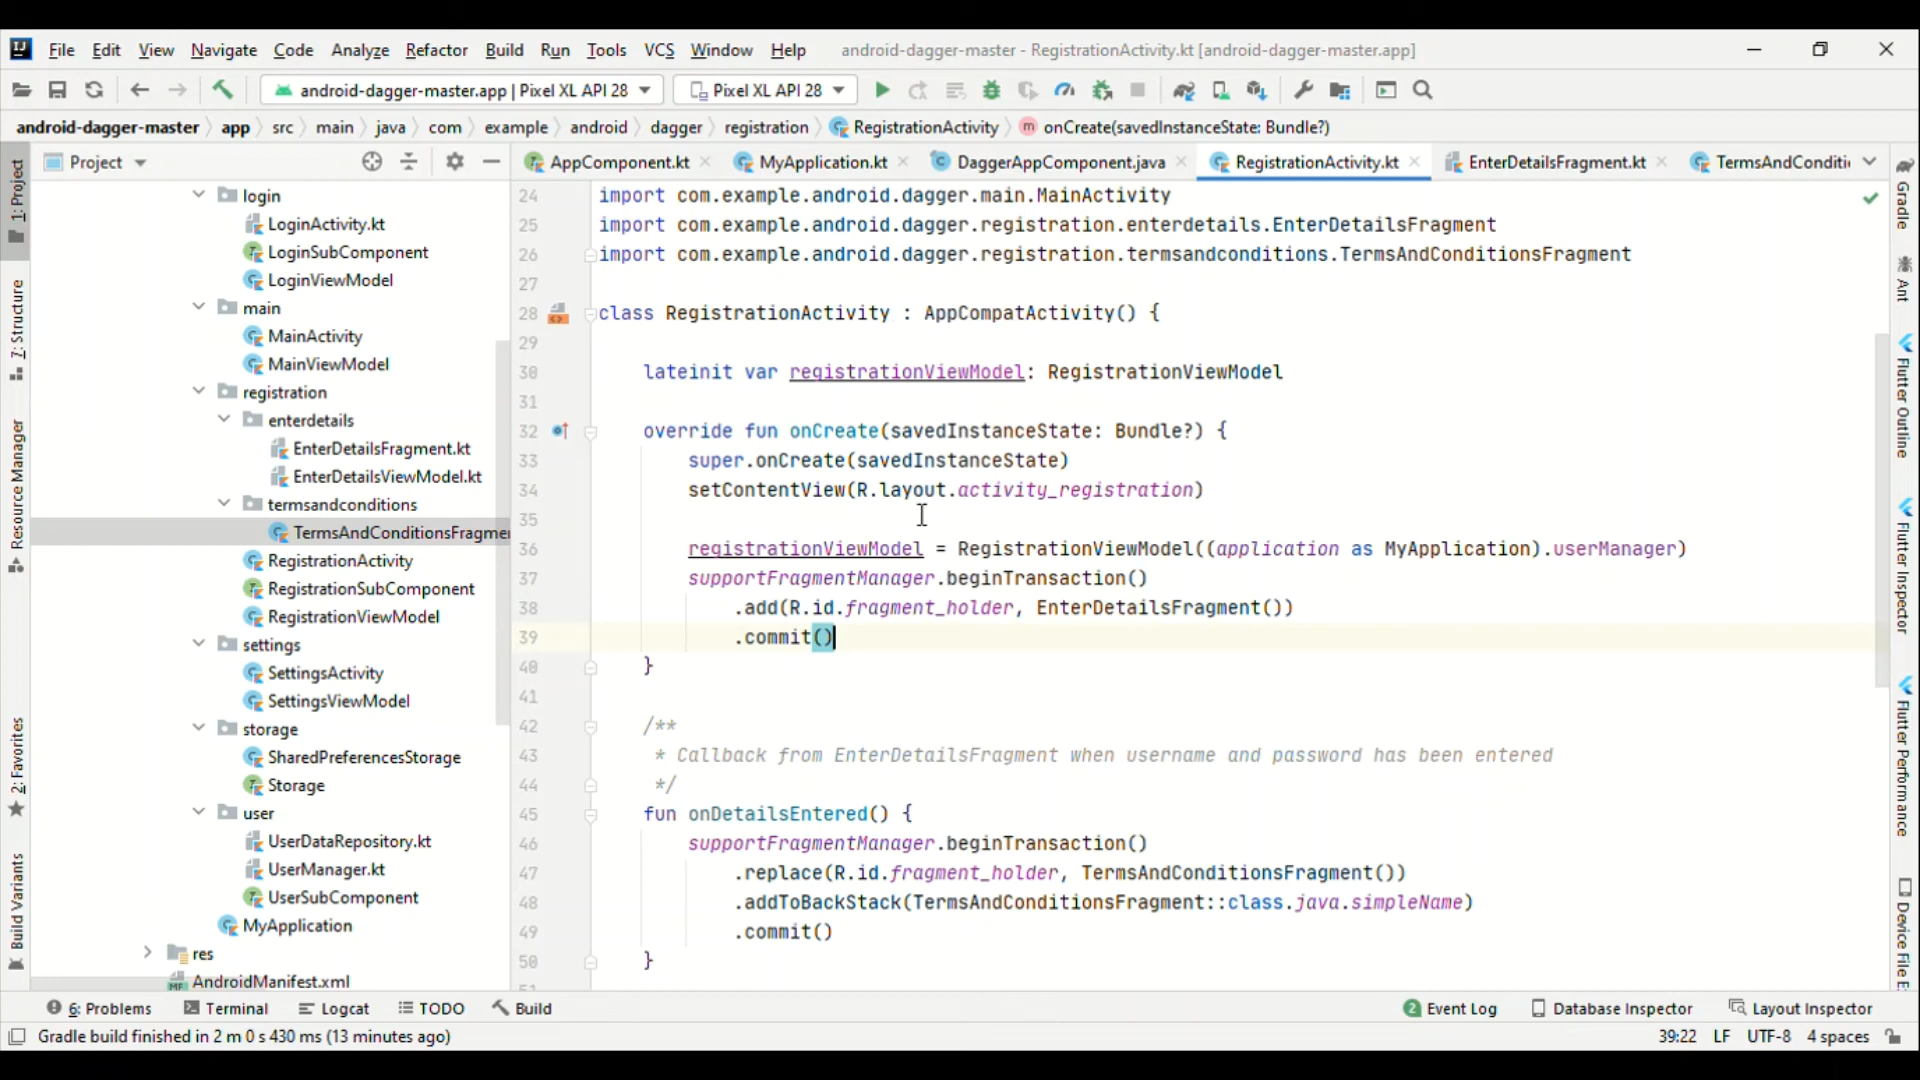 File Edit View Navigate Code Analyze Refactor Build Run Tools VCS Window Help android-dagger-master - RegistrationActivity.kt [android-dagger-master.app]
android-dagger-master.app | Pixel XL API 28 Pixel XL API 28
android-dagger-master app src main java com example android dagger registration RegistrationActivity onCreate(savedInstanceState: Bundle?)
Project
AppComponent.kt MyApplication.kt DaggerAppComponent.java RegistrationActivity.kt EnterDetailsFragment.kt TermsAndConditi
1: Project
7: Structure
Resource Manager
2: Favorites
Build Variants
login
LoginActivity.kt
LoginSubComponent
LoginViewModel
main
MainActivity
MainViewModel
registration
enterdetails
EnterDetailsFragment.kt
EnterDetailsViewModel.kt
termsandconditions
TermsAndConditionsFragme
RegistrationActivity
RegistrationSubComponent
RegistrationViewModel
settings
SettingsActivity
SettingsViewModel
storage
SharedPreferencesStorage
Storage
user
UserDataRepository.kt
UserManager.kt
UserSubComponent
MyApplication
res
AndroidManifest.xml
24 import com.example.android.dagger.main.MainActivity
25 import com.example.android.dagger.registration.enterdetails.EnterDetailsFragment
26 import com.example.android.dagger.registration.termsandconditions.TermsAndConditionsFragment
27
28 class RegistrationActivity : AppCompatActivity() {
29
30 lateinit var registrationViewModel: RegistrationViewModel
31
32 override fun onCreate(savedInstanceState: Bundle?) {
33 super.onCreate(savedInstanceState)
34 setContentView(R.layout.activity_registration)
35
36 registrationViewModel = RegistrationViewModel((application as MyApplication).userManager)
37 supportFragmentManager.beginTransaction()
38 .add(R.id.fragment_holder, EnterDetailsFragment())
39 .commit()
40 }
41
42 /**
43 * Callback from EnterDetailsFragment when username and password has been entered
44 */
45 fun onDetailsEntered() {
46 supportFragmentManager.beginTransaction()
47 .replace(R.id.fragment_holder, TermsAndConditionsFragment())
48 .addToBackStack(TermsAndConditionsFragment::class.java.simpleName)
49 .commit()
50 }
Gradle
Ant
Flutter Outline
Flutter Inspector
Flutter Performance
Device File E
6: Problems Terminal Logcat TODO Build 2 Event Log Database Inspector Layout Inspector
Gradle build finished in 2 m 0 s 430 ms (13 minutes ago) 39:22 LF UTF-8 4 spaces